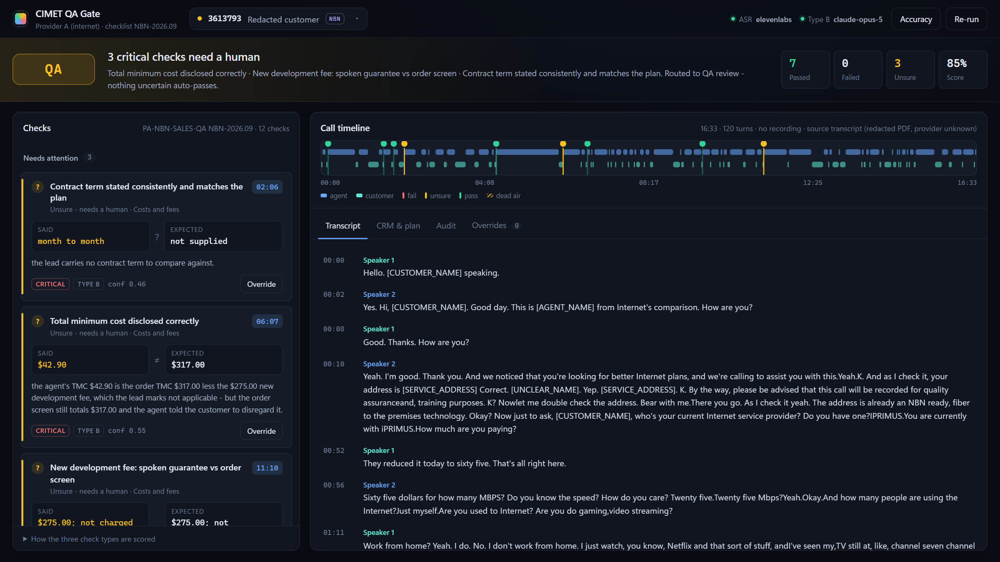 CIMET QA Gate
Provider A (internet) · checklist NBN-2026.09
3613793 Redacted customer NBN
ASR elevenlabs Type B claude-opus-5
Accuracy
Re-run
QA
3 critical checks need a human
Total minimum cost disclosed correctly · New development fee: spoken guarantee vs order screen · Contract term stated consistently and matches the plan. Routed to QA review -
nothing uncertain auto-passes.
7
Passed
0
Failed
3
Unsure
85%
Score
Checks
PA-NBN-SALES-QA NBN-2026.09 · 12 checks
Needs attention 3
? Contract term stated consistently and matches the
plan
02:06
Unsure - needs a human · Costs and fees
SAID
month to month
?
EXPECTED
not supplied
the lead carries no contract term to compare against.
CRITICAL TYPE B conf 0.46
Override
? Total minimum cost disclosed correctly
06:07
Unsure - needs a human · Costs and fees
SAID
$42.90
≠
EXPECTED
$317.00
the agent's TMC $42.90 is the order TMC $317.00 less the $275.00 new
development fee, which the lead marks not applicable - but the order
screen still totals $317.00 and the agent told the customer to disregard it.
CRITICAL TYPE B conf 0.55
Override
? New development fee: spoken guarantee vs order
screen
11:10
Unsure - needs a human · Costs and fees
SAID
$275.00; not charged
EXPECTED
$275.00; not
How the three check types are scored
Call timeline
16:33 · 120 turns · no recording · source transcript (redacted PDF, provider unknown)
00:00 04:08 08:17 12:25 16:33
agent customer fail unsure pass dead air
Transcript CRM & plan Audit Overrides 0
00:00 Speaker 1
Hello. [CUSTOMER_NAME] speaking.
00:02 Speaker 2
Yes. Hi, [CUSTOMER_NAME]. Good day. This is [AGENT_NAME] from Internet's comparison. How are you?
00:08 Speaker 1
Good. Thanks. How are you?
00:10 Speaker 2
Yeah. I'm good. Thank you. And we noticed that you're looking for better Internet plans, and we're calling to assist you with this.Yeah.K. And as I check it, your
address is [SERVICE_ADDRESS] Correct. [UNCLEAR_NAME]. Yep. [SERVICE_ADDRESS]. K. By the way, please be advised that this call will be recorded for quality
assuranceand, training purposes. K? Nowlet me double check the address. Bear with me.There you go. As I check it yeah. The address is already an NBN ready, fiber
to the premises technology. Okay? Now just to ask, [CUSTOMER_NAME], who's your current Internet service provider? Do you have one?IPRIMUS.You are currently
with iPRIMUS.How much are you paying?
00:52 Speaker 1
They reduced it today to sixty five. That's all right here.
00:56 Speaker 2
Sixty five dollars for how many MBPS? Do you know the speed? How do you care? Twenty five.Twenty five Mbps?Yeah.Okay.And how many people are using the
Internet?Just myself.Are you used to Internet? Are you do gaming,video streaming?
01:11 Speaker 1
Work from home? Yeah. I do. No. I don't work from home. I just watch, you know, Netflix and that sort of stuff, andI've seen my,TV still at, like, channel seven channel